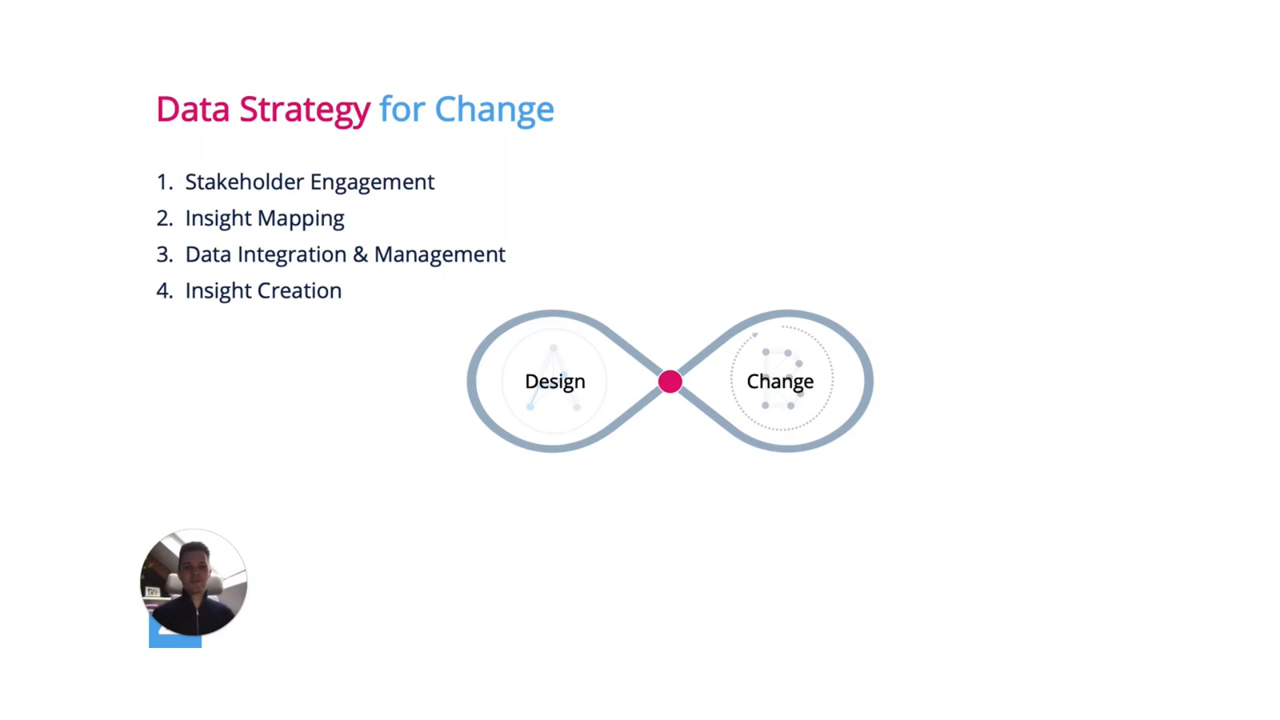 Data Strategy for Change
1. Stakeholder Engagement
2. Insight Mapping
3. Data Integration & Management
4. Insight Creation
Design
Change